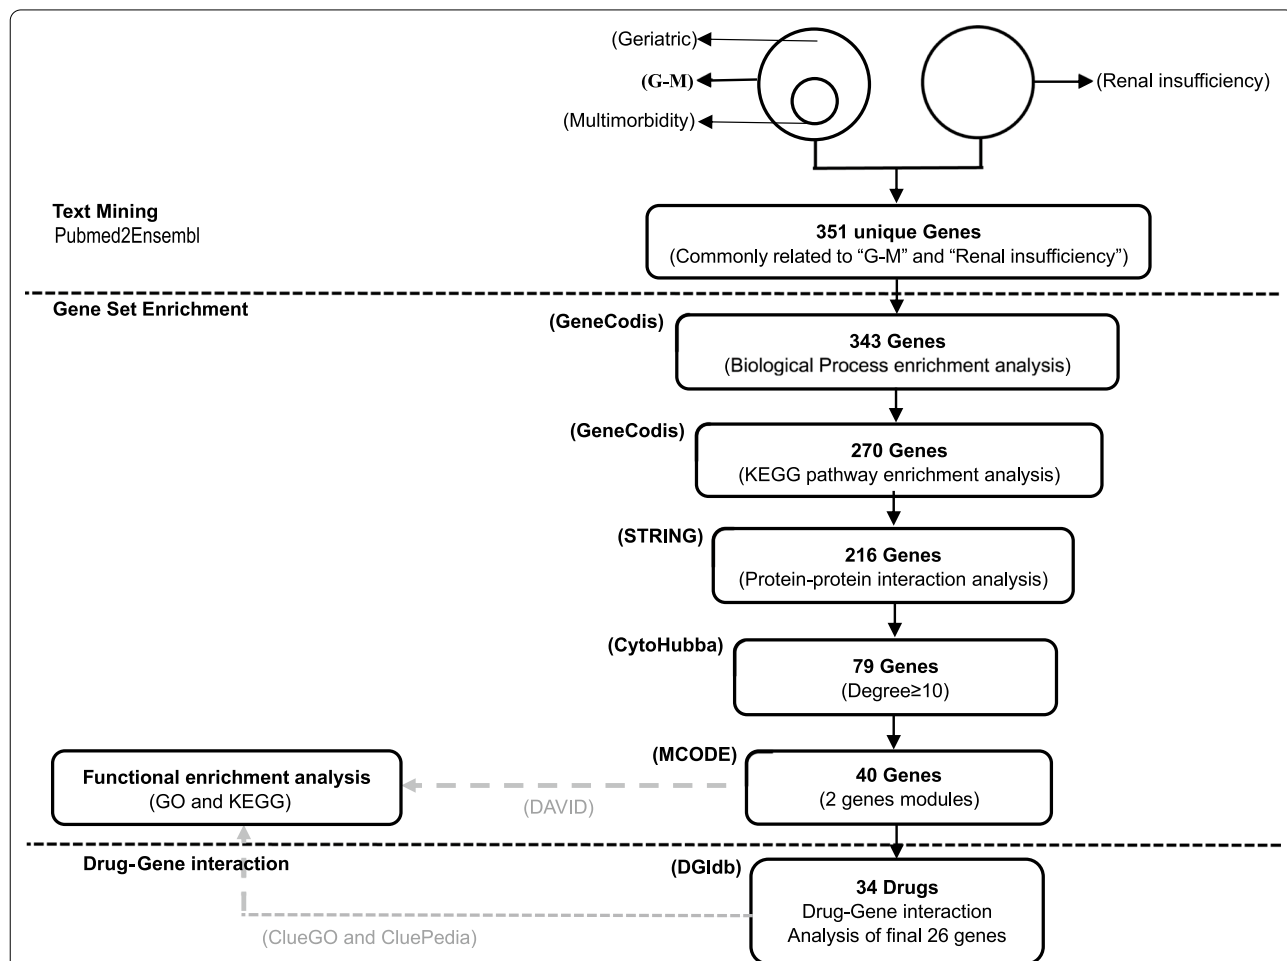 (Geriatric)
(G-M)
(Multimorbidity)
(Renal insufficiency)
Text Mining
Pubmed2Ensembl
351 unique Genes
(Commonly related to “G-M” and “Renal insufficiency”)
Gene Set Enrichment
(GeneCodis)
343 Genes
(Biological Process enrichment analysis)
(GeneCodis)
270 Genes
(KEGG pathway enrichment analysis)
(STRING)
216 Genes
(Protein-protein interaction analysis)
(CytoHubba)
79 Genes
(Degree≥10)
(MCODE)
40 Genes
(2 genes modules)
Functional enrichment analysis
(GO and KEGG)
(DAVID)
Drug-Gene interaction
(DGIdb)
34 Drugs
Drug-Gene interaction
Analysis of final 26 genes
(ClueGO and CluePedia)